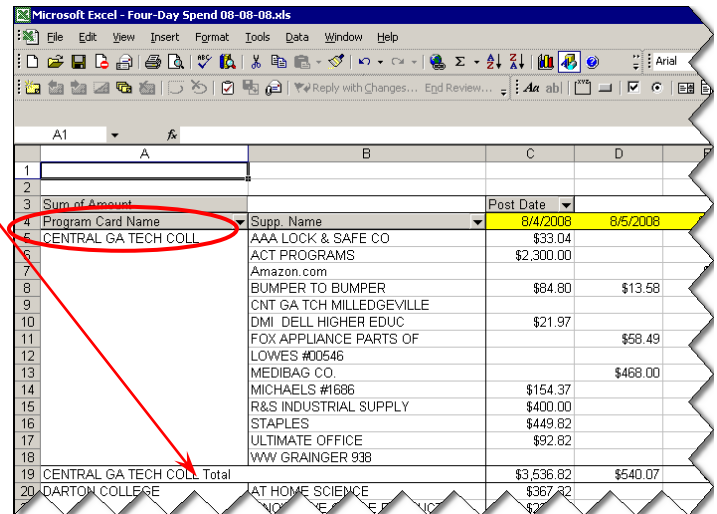 Microsoft Excel - Four-Day Spend 08-08-08.xls
File Edit View Insert Format Tools Data Window Help
Arial
Reply with Changes... End Review... Aa ab|
A1 fx
A B C D
1
2
3 Sum of Amount Post Date
4 Program Card Name Supp. Name 8/4/2008 8/5/2008
5 CENTRAL GA TECH COLL AAA LOCK & SAFE CO $33.04
6 ACT PROGRAMS $2,300.00
7 Amazon.com
8 BUMPER TO BUMPER $84.80 $13.58
9 CNT GA TCH MILLEDGEVILLE
10 DMI DELL HIGHER EDUC $21.97
11 FOX APPLIANCE PARTS OF $58.49
12 LOWES #00546
13 MEDIBAG CO. $468.00
14 MICHAELS #1686 $154.37
15 R&S INDUSTRIAL SUPPLY $400.00
16 STAPLES $449.82
17 ULTIMATE OFFICE $92.82
18 WW GRAINGER 938
19 CENTRAL GA TECH COLL Total $3,536.82 $540.07
20 DARTON COLLEGE AT HOME SCIENCE $367.32